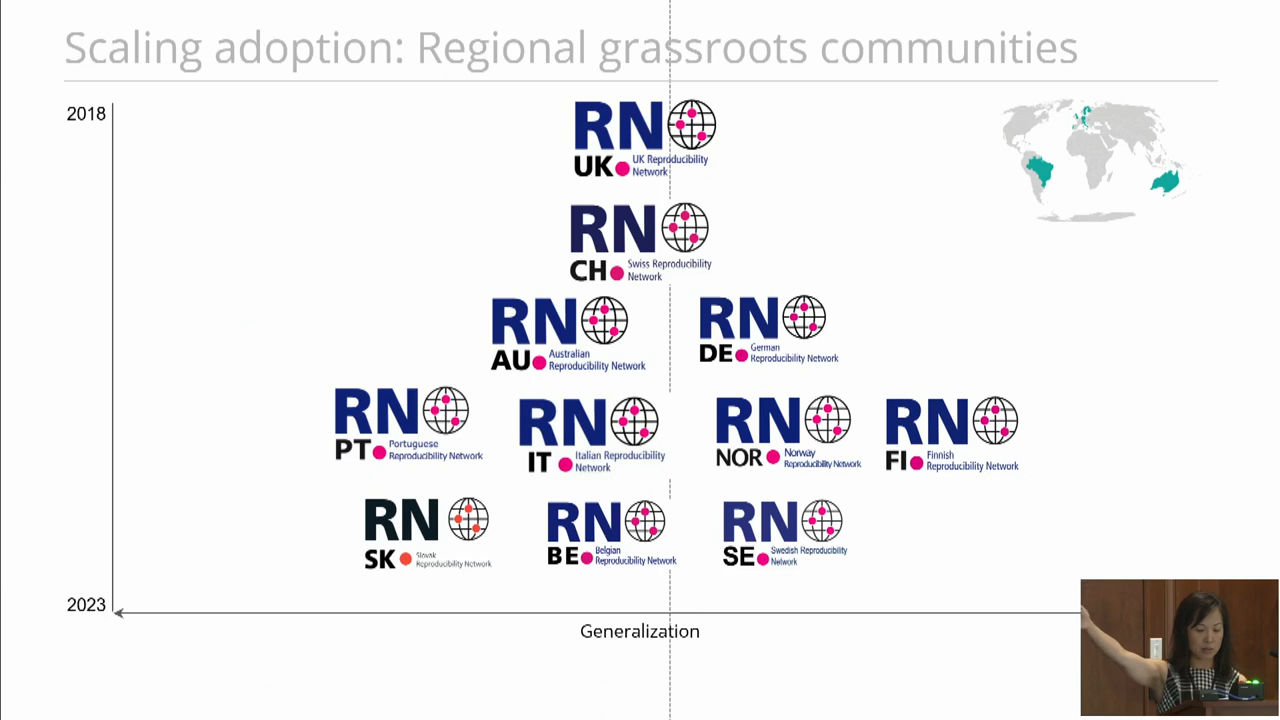 Scaling adoption: Regional grassroots communities
2018
RN
UK UK Reproducibility
Network
RN
CH Swiss Reproducibility
Network
RN
AU Australian
Reproducibility Network
RN
DE German
Reproducibility Network
RN
PT Portuguese
Reproducibility Network
RN
IT Italian Reproducibility
Network
RN
NOR Norway
Reproducibility Network
RN
FI Finnish
Reproducibility Network
RN
SK Slovak
Reproducibility Network
RN
BE Belgian
Reproducibility Network
RN
SE Swedish Reproducibility
Network
2023
Generalization